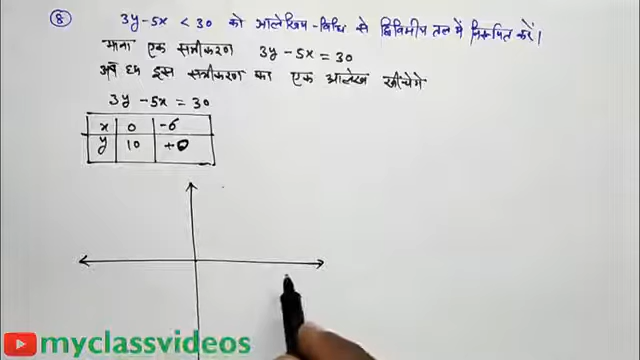 ⑧ 3y-5x < 30 को आलेखिय-विधि से द्विविमीय तल में निरूपित करें।
माना एक समीकरण 3y - 5x = 30
अब हम इस समीकरण का एक आलेख खीचेंगे
3y - 5x = 30
x 0 -6
y 10 +0
myclassvideos